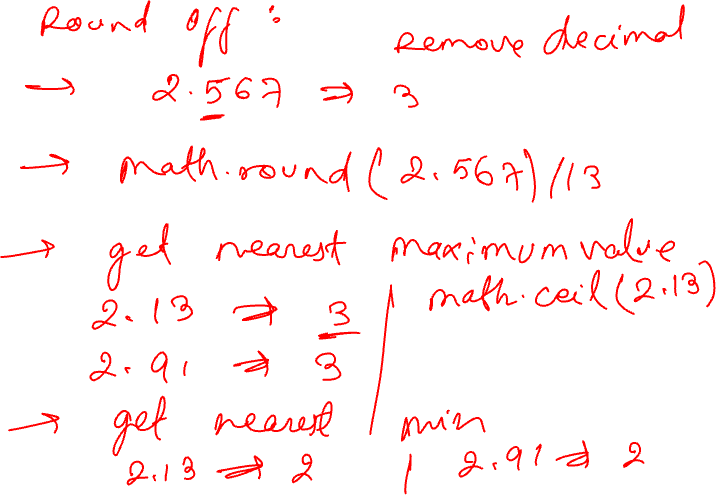 Round off :
remove decimal
→ 2.567 ⇒ 3
→ math.round(2.567)//3
→ get nearest maximum value
2.13 ⇒ 3 | math.ceil(2.13)
2.91 ⇒ 3
→ get nearest min
2.13 ⇒ 2 | 2.91 ⇒ 2